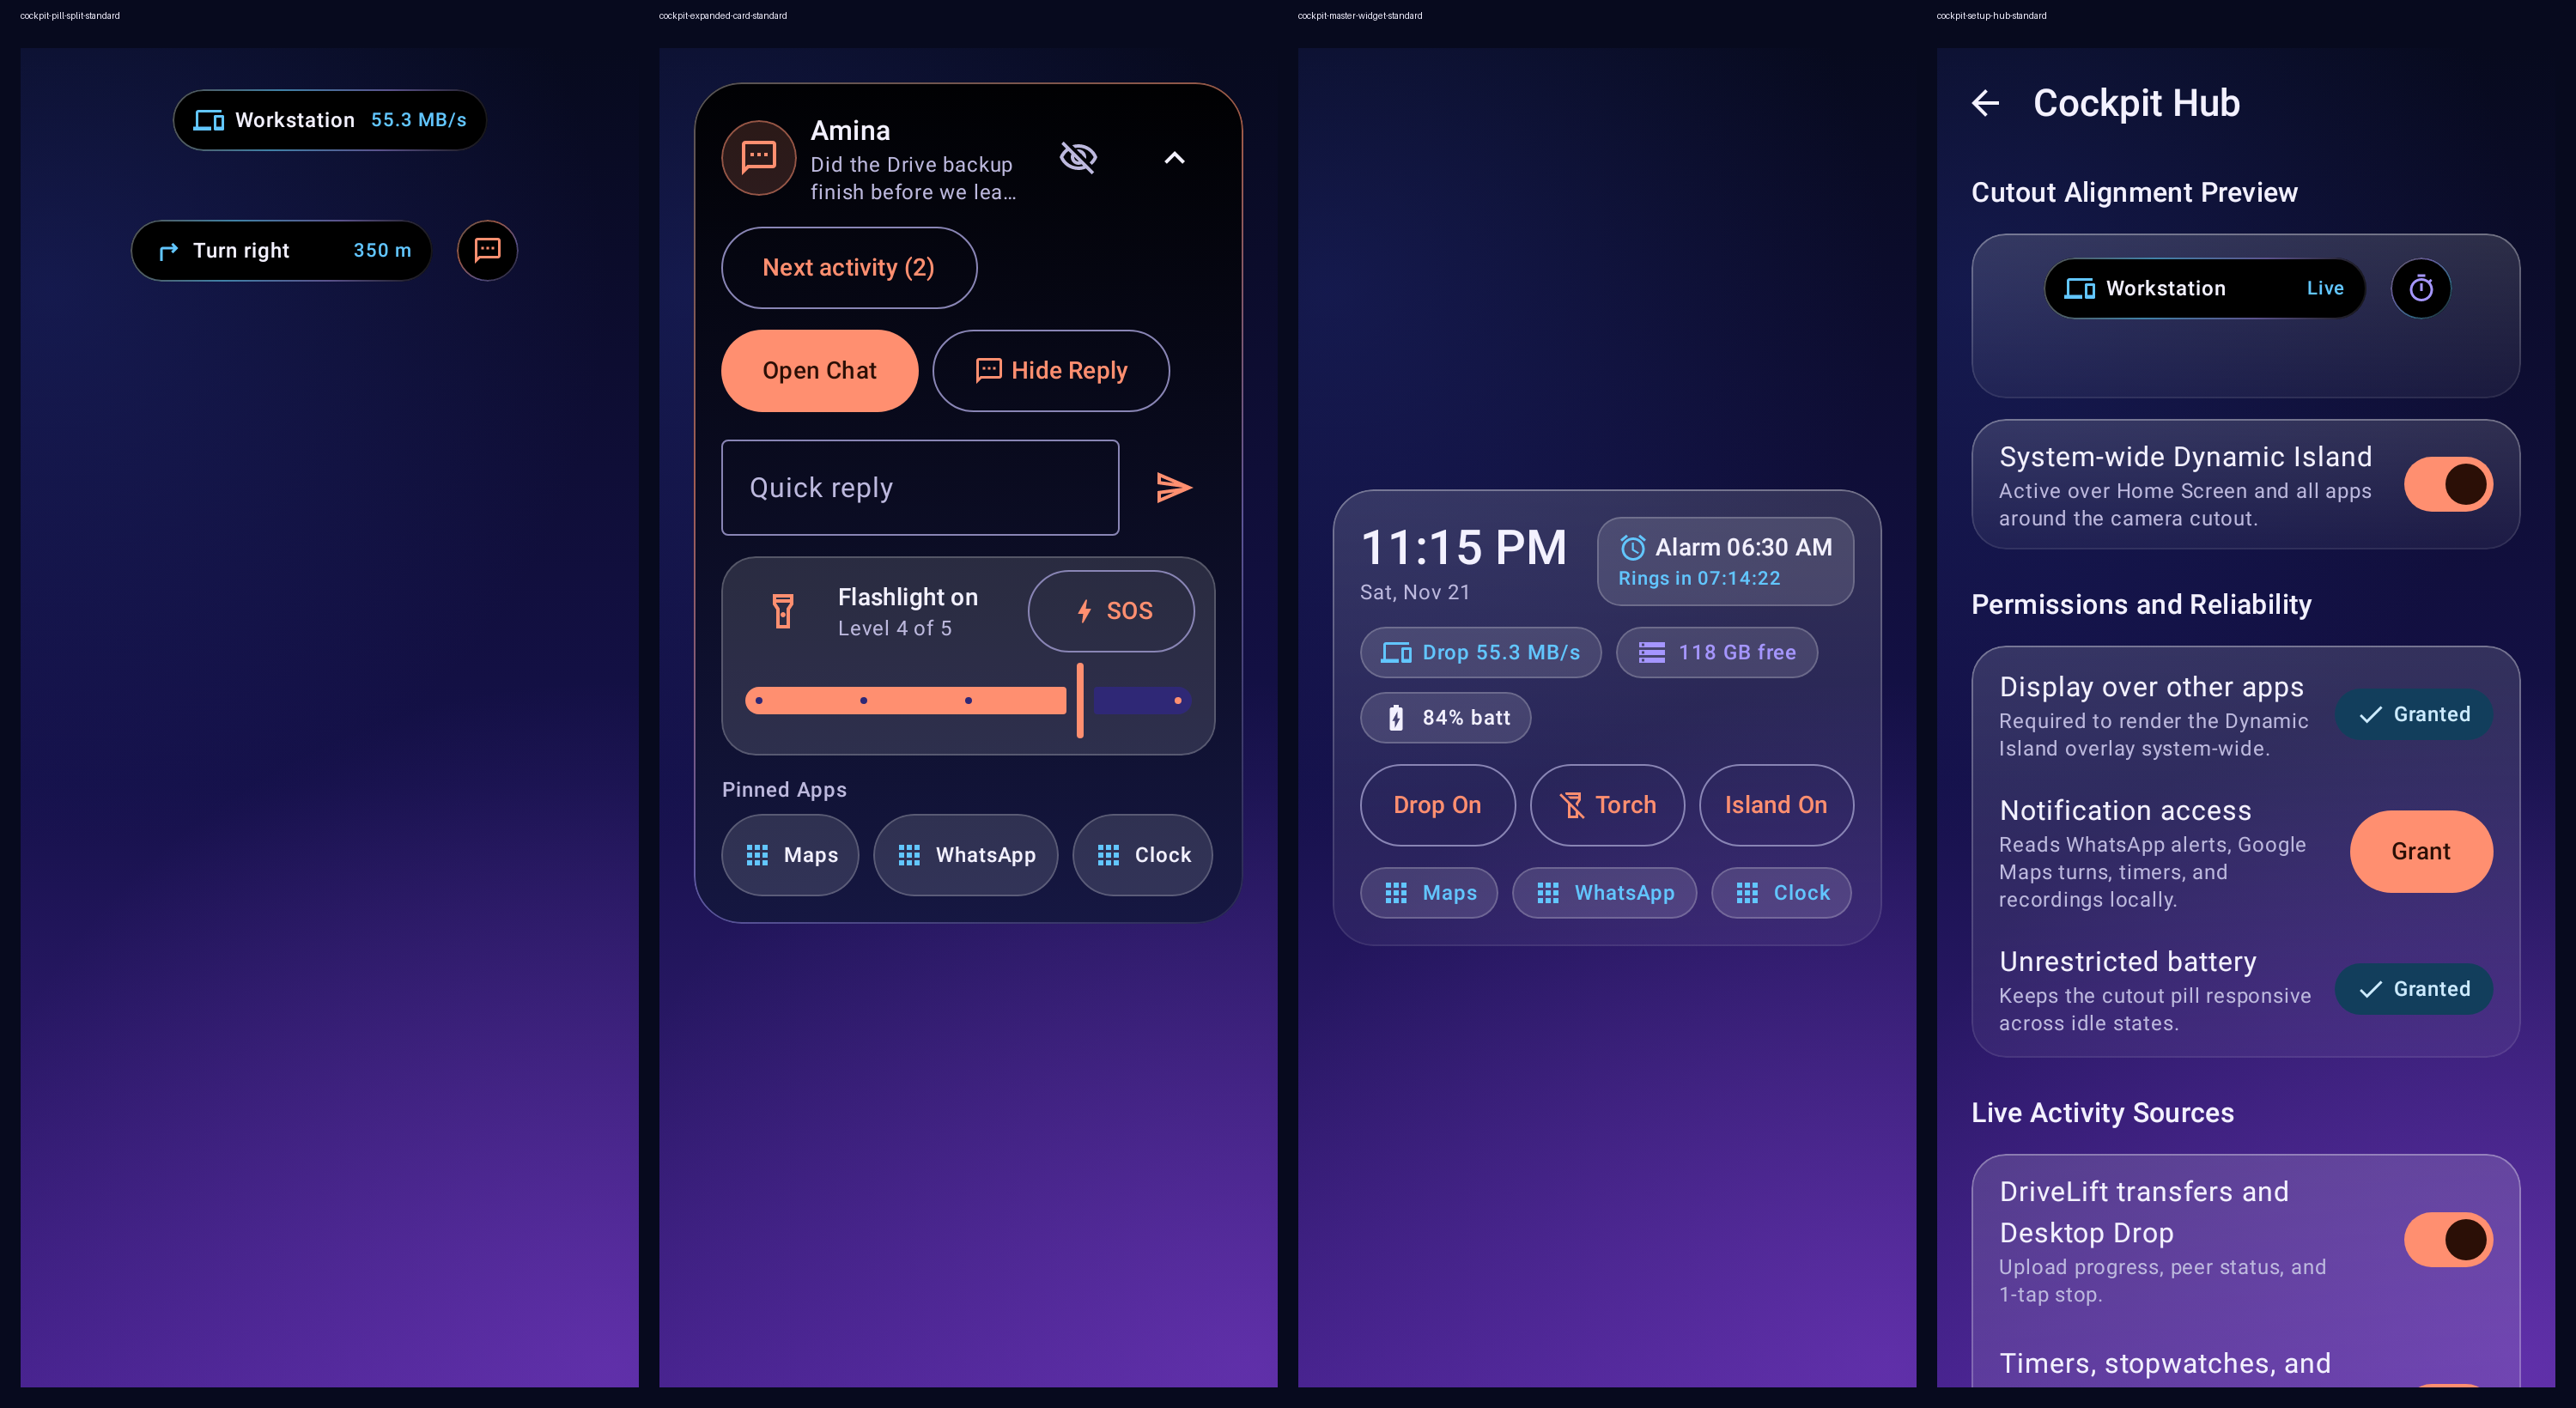 cockpit-pill-split-standard
Workstation 55.3 MB/s
Turn right 350 m
cockpit-expanded-card-standard
Amina
Did the Drive backup
finish before we lea...
Next activity (2)
Open Chat
Hide Reply
Quick reply
Flashlight on
Level 4 of 5
SOS
Pinned Apps
Maps
WhatsApp
Clock
cockpit-master-widget-standard
11:15 PM
Sat, Nov 21
Alarm 06:30 AM
Rings in 07:14:22
Drop 55.3 MB/s
118 GB free
84% batt
Drop On
Torch
Island On
Maps
WhatsApp
Clock
cockpit-setup-hub-standard
Cockpit Hub
Cutout Alignment Preview
Workstation Live
System-wide Dynamic Island
Active over Home Screen and all apps
around the camera cutout.
Permissions and Reliability
Display over other apps
Required to render the Dynamic
Island overlay system-wide.
Granted
Notification access
Reads WhatsApp alerts, Google
Maps turns, timers, and
recordings locally.
Grant
Unrestricted battery
Keeps the cutout pill responsive
across idle states.
Granted
Live Activity Sources
DriveLift transfers and
Desktop Drop
Upload progress, peer status, and
1-tap stop.
Timers, stopwatches, and